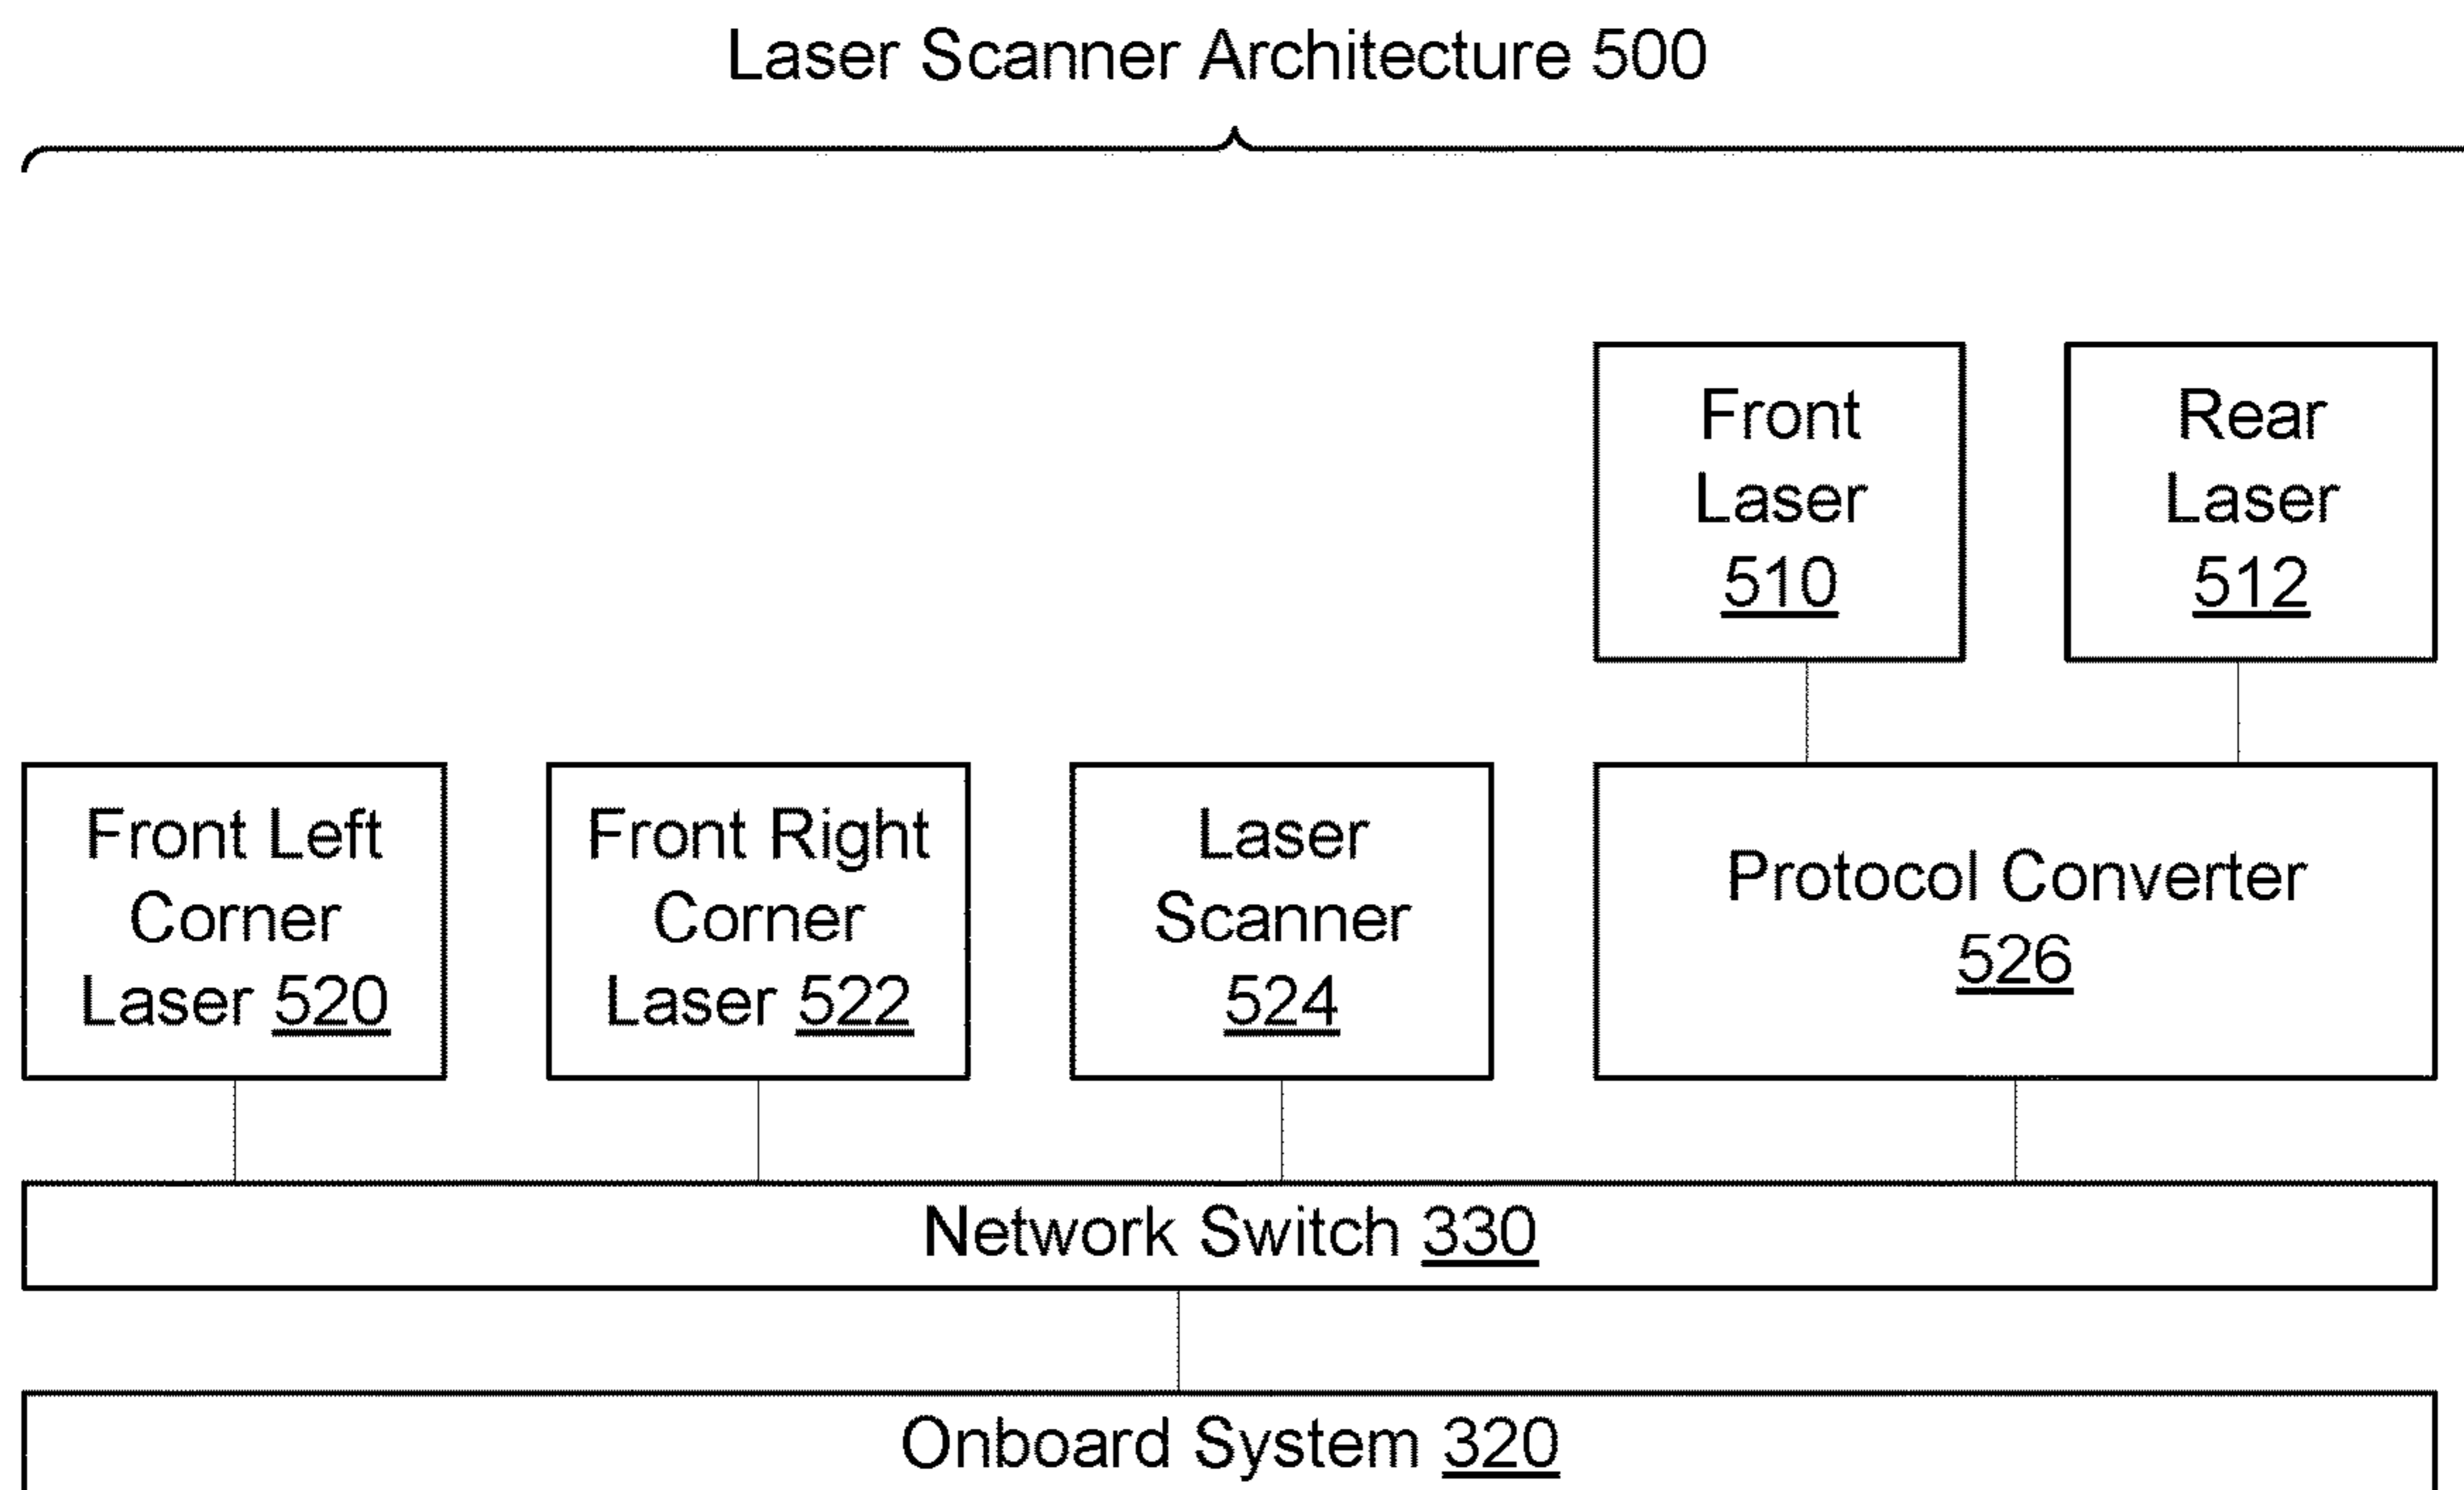 Laser Scanner Architecture 500
Front
Laser
510
Rear
Laser
512
Front Left
Corner
Laser 520
Front Right
Corner
Laser 522
Laser
Scanner
524
Protocol Converter
526
Network Switch 330
Onboard System 320